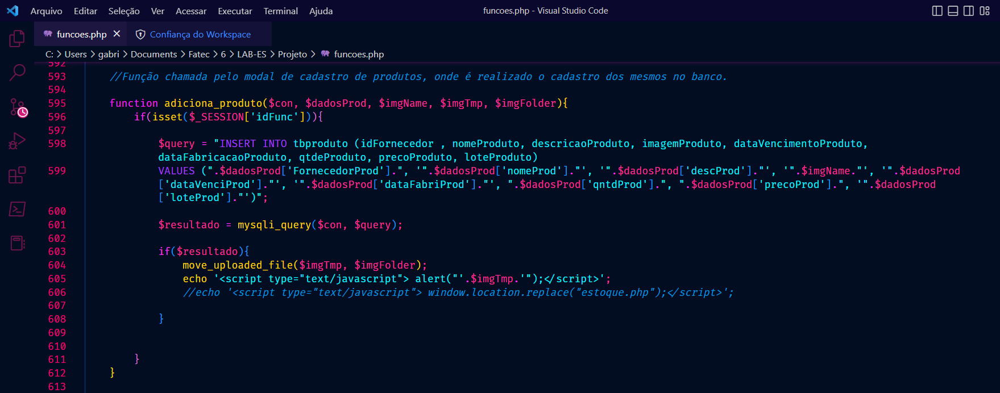 Arquivo Editar Seleção Ver Acessar Executar Terminal Ajuda funcoes.php - Visual Studio Code
funcoes.php Confiança do Workspace
C: > Users > gabri > Documents > Fatec > 6 > LAB-ES > Projeto > funcoes.php
592
593 //Função chamada pelo modal de cadastro de produtos, onde é realizado o cadastro dos mesmos no banco.
594
595 function adiciona_produto($con, $dadosProd, $imgName, $imgTmp, $imgFolder){
596 if(isset($_SESSION['idFunc'])){
597
598 $query = "INSERT INTO tbproduto (idFornecedor , nomeProduto, descricaoProduto, imagemProduto, dataVencimentoProduto,
dataFabricacaoProduto, qtdeProduto, precoProduto, loteProduto)
599 VALUES (".$dadosProd['FornecedorProd'].", '".$dadosProd['nomeProd']."', '".$dadosProd['descProd']."', '".$imgName."', '".$dadosProd
['dataVenciProd']."', '".$dadosProd['dataFabriProd']."', ".$dadosProd['qntdProd'].", ".$dadosProd['precoProd'].", '".$dadosProd
['loteProd']."')";
600
601 $resultado = mysqli_query($con, $query);
602
603 if($resultado){
604 move_uploaded_file($imgTmp, $imgFolder);
605 echo '<script type="text/javascript"> alert("'.$imgTmp.'");</script>';
606 //echo '<script type="text/javascript"> window.location.replace("estoque.php");</script>';
607
608 }
609
610
611 }
612 }
613